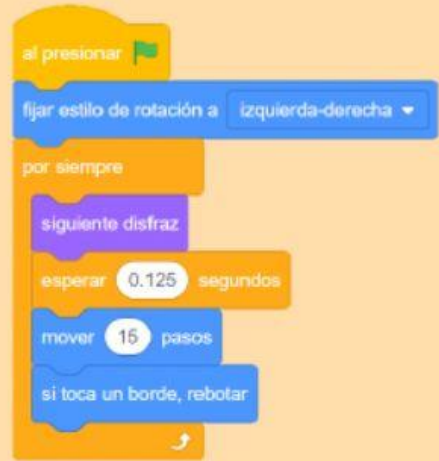 al presionar
fijar estilo de rotación a izquierda-derecha
por siempre
siguiente disfraz
esperar 0.125 segundos
mover 15 pasos
si toca un borde, rebotar